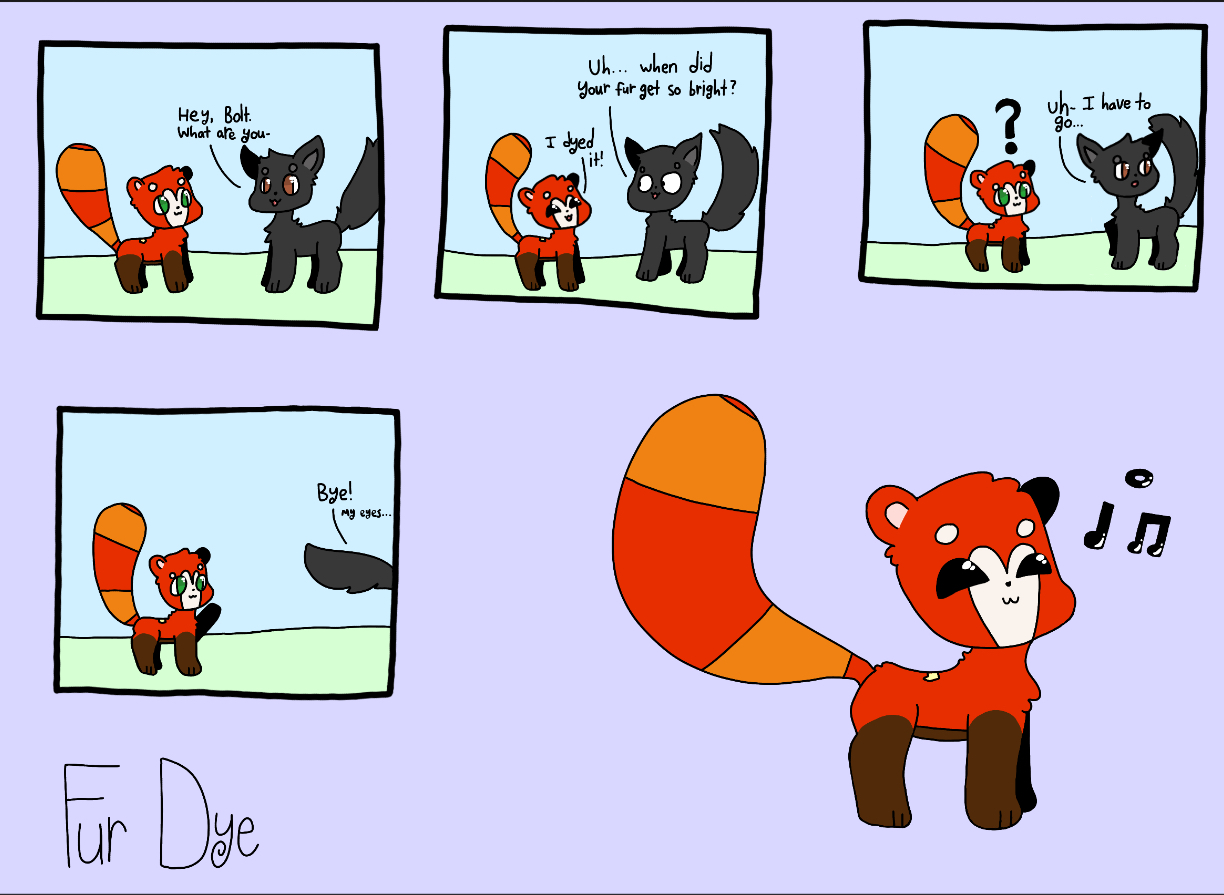 Hey, Bolt.
What are you-
Uh... when did
your fur get so bright?
I dyed
it!
?
Uh- I have to
go...
Bye!
My eyes...
Fur Dye